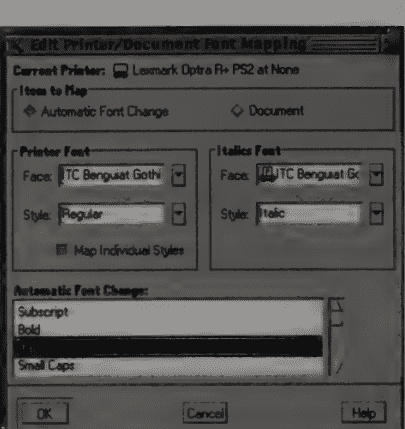 Edit Printer/Document Font Mapping
Current Printer: Lexmark Optra R+ PS2 at None
Item to Map
Automatic Font Change
Document
Printer Font
Face: ITC Benguiat Gothi
Style: Regular
Map Individual Styles
Italics Font
Face: ITC Benguiat Go
Style: Italic
Automatic Font Change:
Subscript
Bold
Small Caps
OK
Cancel
Help